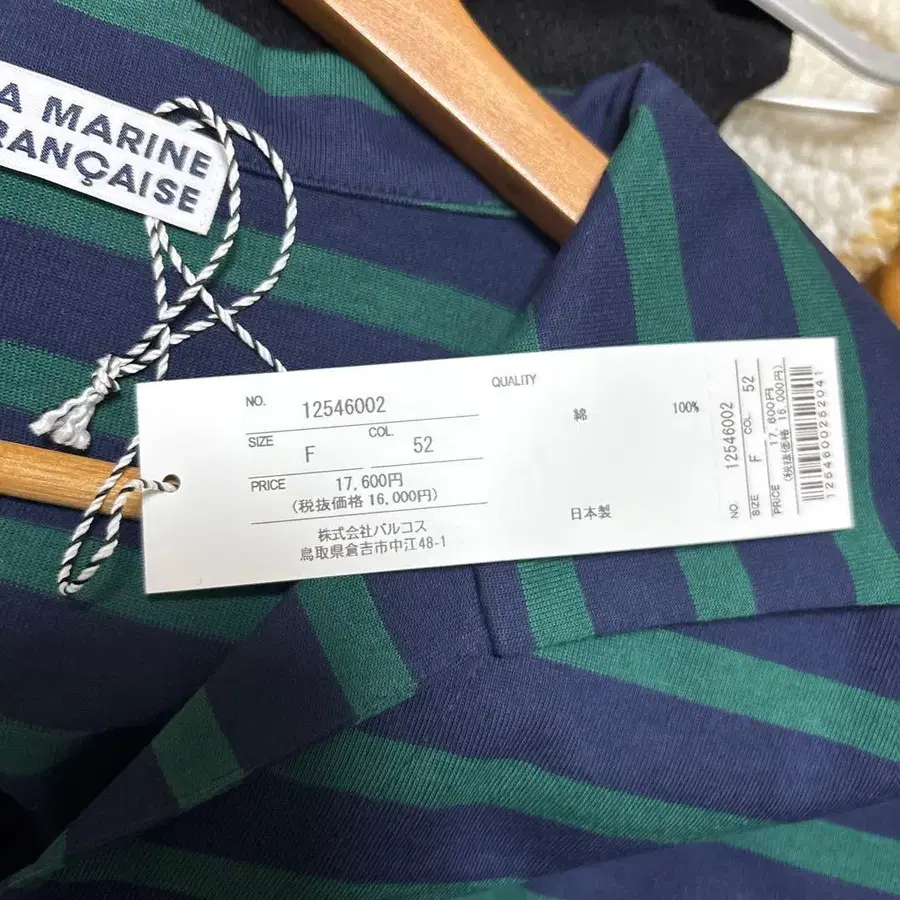 A MARINE
RANÇAISE
NO. 12546002
SIZE F COL 52
PRICE 17,600円
(税抜価格 16,000円)
株式会社バルコス
鳥取県倉吉市中江48-1
QUALITY
綿 100%
日本製
NO. 12546002
SIZE F COL 52
PRICE 17,600円
(税抜価格 16,000円)
1254600252041